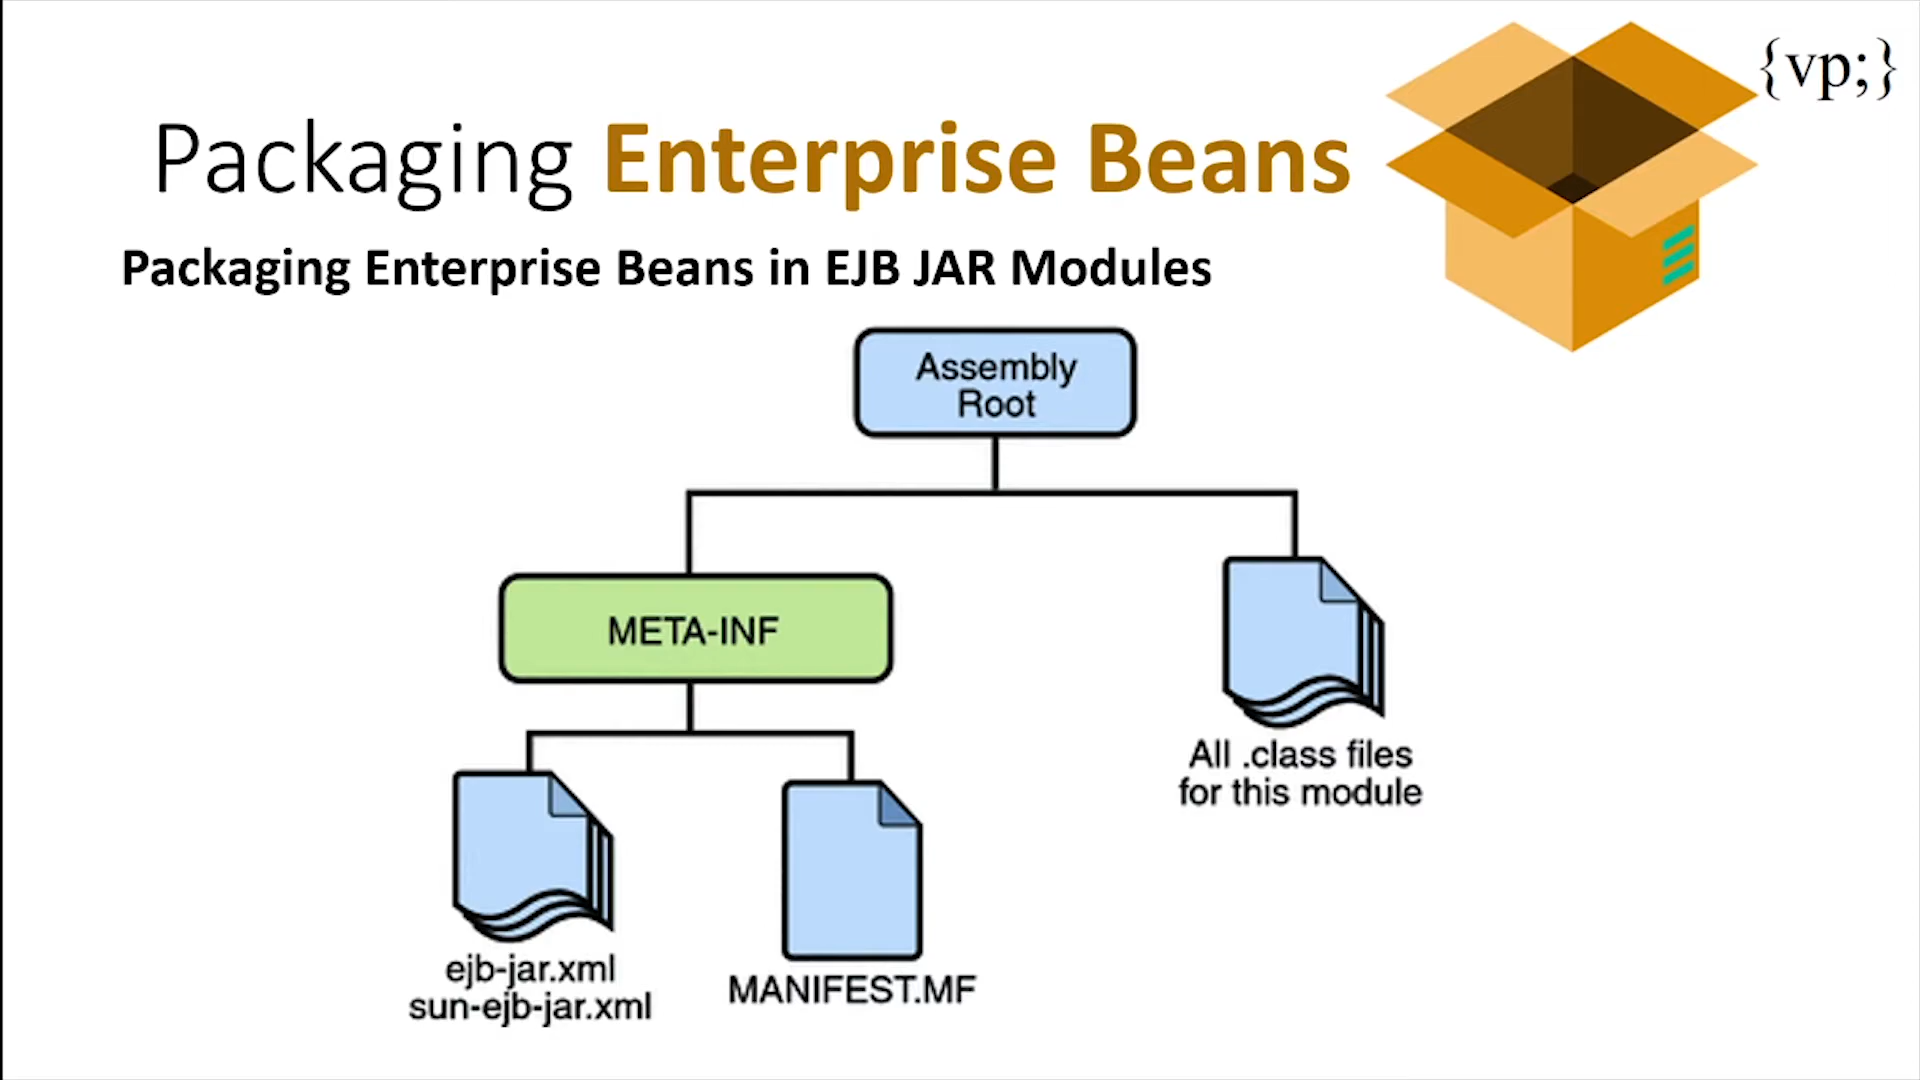 {vp;}
Packaging Enterprise Beans
Packaging Enterprise Beans in EJB JAR Modules
Assembly
Root
META-INF
All .class files
for this module
ejb-jar.xml
sun-ejb-jar.xml
MANIFEST.MF